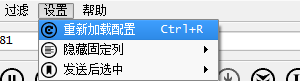 过滤 设置 帮助
81
重新加载配置 Ctrl+R
隐藏固定列
发送后选中